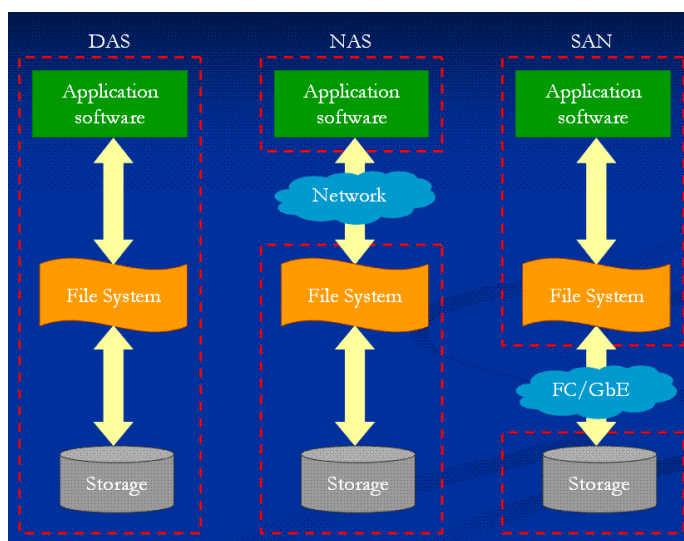 DAS
NAS
SAN
Application
software
Application
software
Application
software
Network
File System
File System
File System
FC/GbE
Storage
Storage
Storage